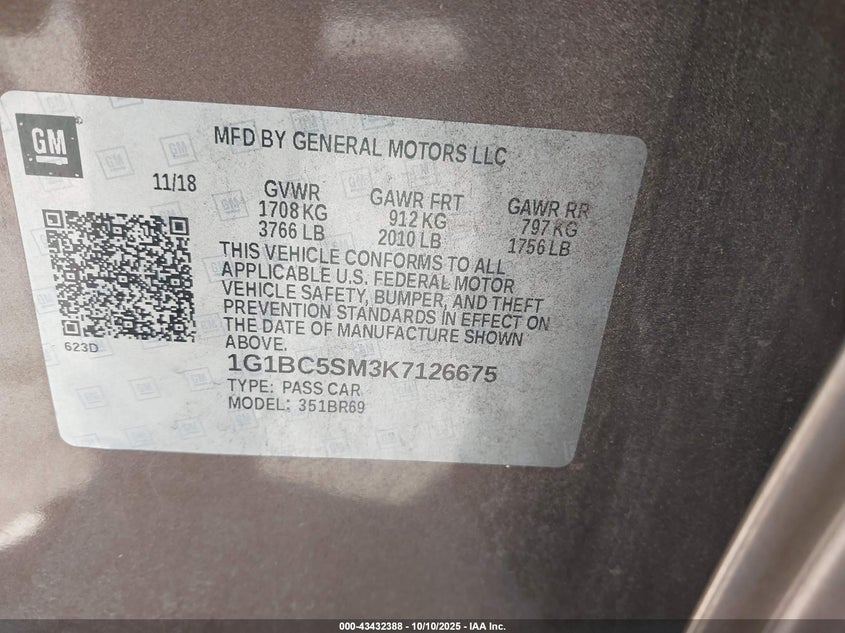 GM
MFD BY GENERAL MOTORS LLC
11/18
GVWR
1708 KG
3766 LB
GAWR FRT
912 KG
2010 LB
GAWR RR
797 KG
1756 LB
THIS VEHICLE CONFORMS TO ALL
APPLICABLE U.S. FEDERAL MOTOR
VEHICLE SAFETY, BUMPER, AND THEFT
PREVENTION STANDARDS IN EFFECT ON
THE DATE OF MANUFACTURE SHOWN
ABOVE.
623D
1G1BC5SM3K7126675
TYPE: PASS CAR
MODEL: 351BR69
000-43432388 - 10/10/2025 - IAA Inc.